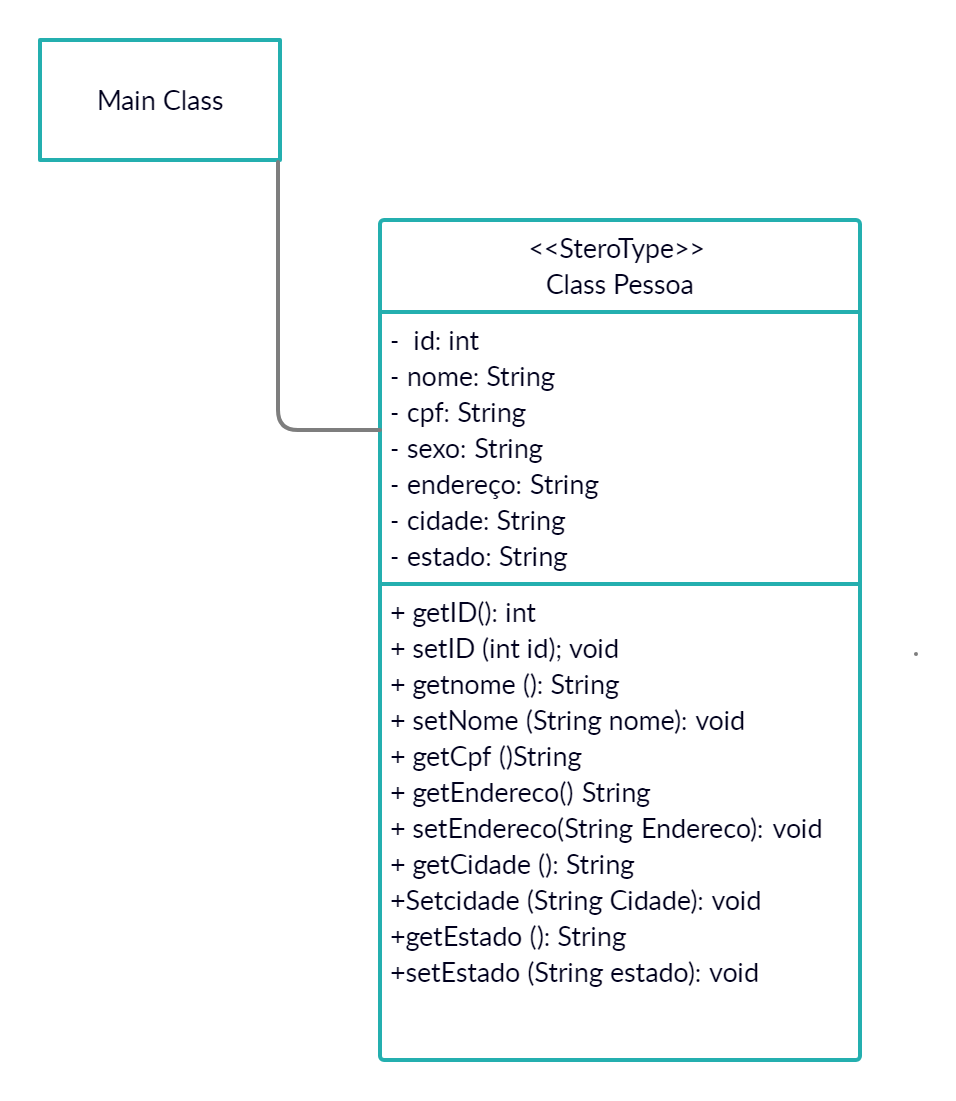 Main Class
<<SteroType>>
Class Pessoa
-  id: int
- nome: String
- cpf: String
- sexo: String
- endereço: String
- cidade: String
- estado: String
+ getID(): int
+ setID (int id); void
+ getnome (): String
+ setNome (String nome): void
+ getCpf ()String
+ getEndereco() String
+ setEndereco(String Endereco): void
+ getCidade (): String
+Setcidade (String Cidade): void
+getEstado (): String
+setEstado (String estado): void